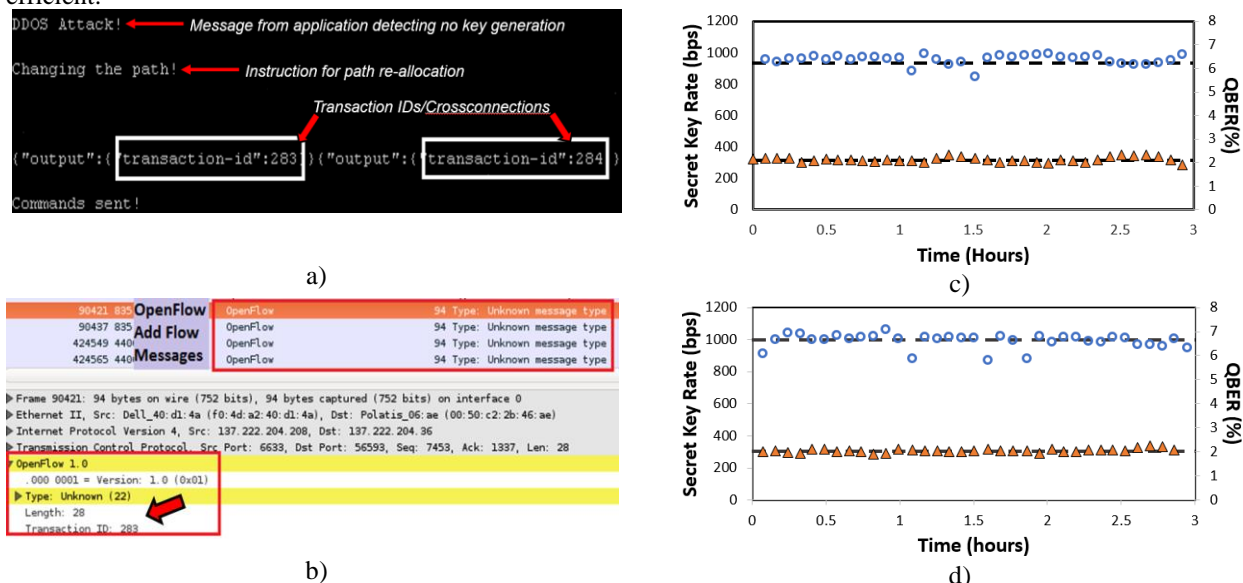 DDOS Attack! Message from application detecting no key generation
Changing the path! Instruction for path re-allocation
Transaction IDs/Crossconnections
{"output":{"transaction-id":283}}{"output":{"transaction-id":284}
Commands sent!
a)
90421 835 OpenFlow 94 Type: Unknown message type
90437 835 OpenFlow 94 Type: Unknown message type
424549 440 OpenFlow 94 Type: Unknown message type
424565 440 OpenFlow 94 Type: Unknown message type
OpenFlow
Add Flow
Messages
Frame 90421: 94 bytes on wire (752 bits), 94 bytes captured (752 bits) on interface 0
Ethernet II, Src: Dell_40:d1:4a (f0:4d:a2:40:d1:4a), Dst: Polatis_06:ae (00:50:c2:2b:46:ae)
Internet Protocol Version 4, Src: 137.222.204.208, Dst: 137.222.204.36
Transmission Control Protocol, Src Port: 6633, Dst Port: 56593, Seq: 7453, Ack: 1337, Len: 28
OpenFlow 1.0
.000 0001 = Version: 1.0 (0x01)
Type: Unknown (22)
Length: 28
Transaction ID: 283
b)
Secret Key Rate (bps)
1200
1000
800
600
400
200
0
8
7
6
5
4
3
2
1
0
QBER(%)
0 0.5 1 1.5 2 2.5 3
Time (Hours)
c)
Secret Key Rate (bps)
1200
1000
800
600
400
200
0
8
7
6
5
4
3
2
1
0
QBER (%)
0 0.5 1 1.5 2 2.5 3
Time (hours)
d)